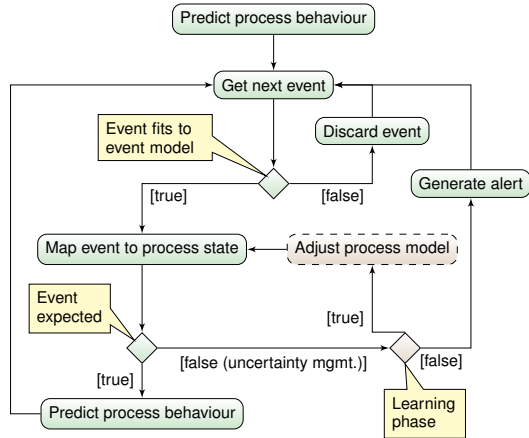 Predict process behaviour
Get next event
Event fits to
event model
Discard event
[true]
[false]
Generate alert
Map event to process state
Adjust process model
Event
expected
[true]
[false (uncertainty mgmt.)]
[false]
[true]
Predict process behaviour
Learning
phase